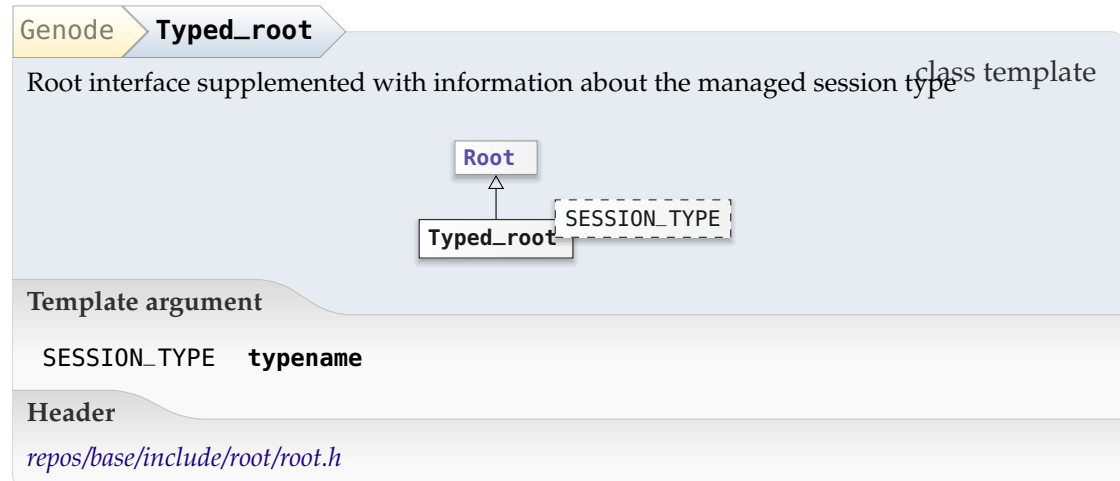 Genode Typed_root
class template
Root interface supplemented with information about the managed session type
Root
SESSION_TYPE
Typed_root
Template argument
SESSION_TYPE typename
Header
repos/base/include/root/root.h